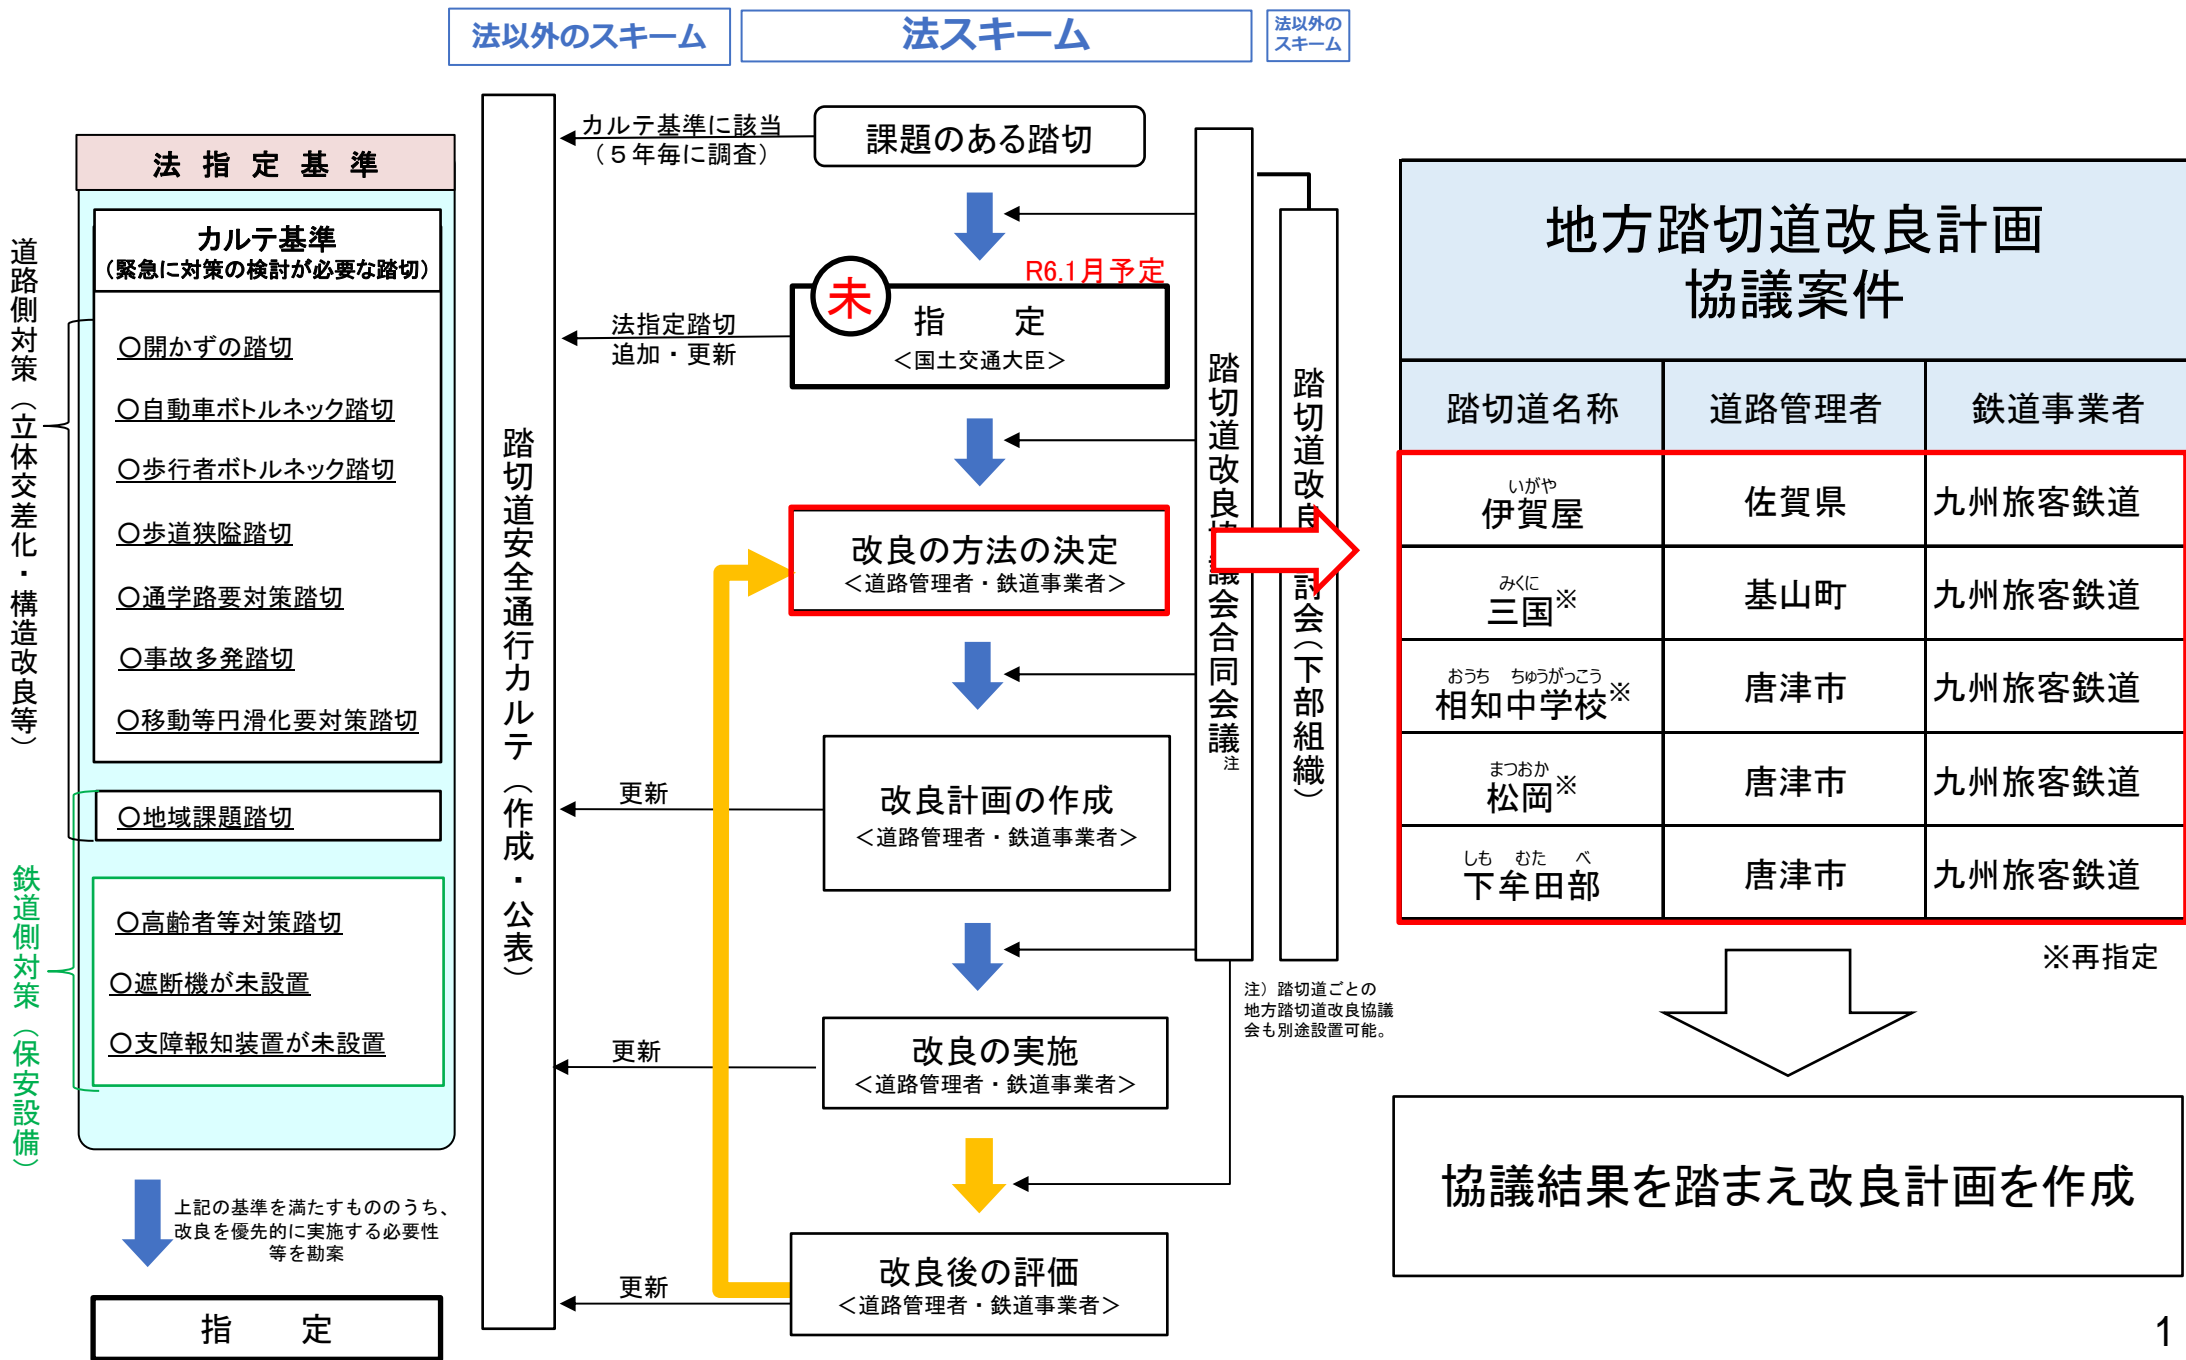 法以外のスキーム
法スキーム
法以外の
スキーム
法指定基準
カルテ基準
（緊急に対策の検討が必要な踏切）
〇開かずの踏切
〇自動車ボトルネック踏切
〇歩行者ボトルネック踏切
〇歩道狭隘踏切
〇通学路要対策踏切
〇事故多発踏切
〇移動等円滑化要対策踏切
〇地域課題踏切
〇高齢者等対策踏切
〇遮断機が未設置
〇支障報知装置が未設置
道路側対策（立体交差化・構造改良等）
鉄道側対策（保安設備）
上記の基準を満たすもののうち、
改良を優先的に実施する必要性
等を勘案
指　定
踏切道安全通行カルテ（作成・公表）
カルテ基準に該当
（５年毎に調査）
法指定踏切
追加・更新
更新
更新
更新
課題のある踏切
R6.1月予定
未
指　定
＜国土交通大臣＞
改良の方法の決定
＜道路管理者・鉄道事業者＞
改良計画の作成
＜道路管理者・鉄道事業者＞
改良の実施
＜道路管理者・鉄道事業者＞
改良後の評価
＜道路管理者・鉄道事業者＞
踏切道改良協議会合同会議注
踏切道改良検討会（下部組織）
注）踏切道ごとの
地方踏切道改良協議
会も別途設置可能。
地方踏切道改良計画
協議案件
踏切道名称　道路管理者　鉄道事業者
いがや
伊賀屋　佐賀県　九州旅客鉄道
みくに
三国※　基山町　九州旅客鉄道
おうち　ちゅうがっこう
相知中学校※　唐津市　九州旅客鉄道
まつおか
松岡※　唐津市　九州旅客鉄道
しも　むた　べ
下牟田部　唐津市　九州旅客鉄道
※再指定
協議結果を踏まえ改良計画を作成
1